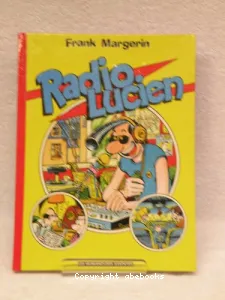 Frank Margerin
Radio
Lucien
Copyright abebooks